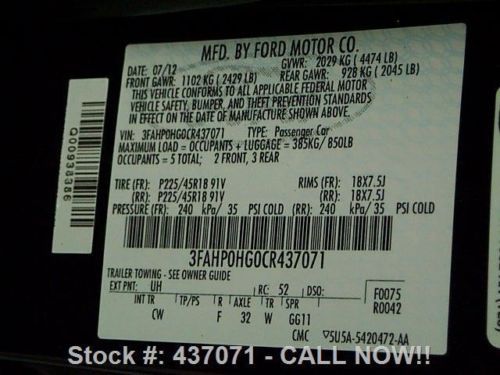 MFD. BY FORD MOTOR CO.
DATE: 07/12 GVWR: 2029 KG (4474 LB)
FRONT GAWR: 1102 KG (2429 LB) REAR GAWR: 928 KG (2045 LB)
THIS VEHICLE CONFORMS TO ALL APPLICABLE FEDERAL MOTOR
VEHICLE SAFETY, BUMPER, AND THEFT PREVENTION STANDARDS
IN EFFECT ON THE DATE OF MANUFACTURE SHOWN ABOVE.
VIN: 3FAHP0HG0CR437071 TYPE: Passenger Car
MAXIMUM LOAD = OCCUPANTS + LUGGAGE = 385KG/ 850LB
OCCUPANTS = 5 TOTAL; 2 FRONT, 3 REAR
TIRE (FR): P225/45R18 91V RIMS (FR): 18X7.5J
(RR): P225/45R18 91V (RR): 18X7.5J
PRESSURE (FR): 240 kPa/ 35 PSI COLD (RR): 240 kPa/ 35 PSI COLD
3FAHP0HG0CR437071
TRAILER TOWING - SEE OWNER GUIDE
EXT PNT: UH RC: 52 DSO: F0075
INT TR TP/PS R AXLE TR SPR R0042
CW F 32 W GG11
CMC 5U5A-5420472-AA
Q00938386
Stock #: 437071 - CALL NOW!!